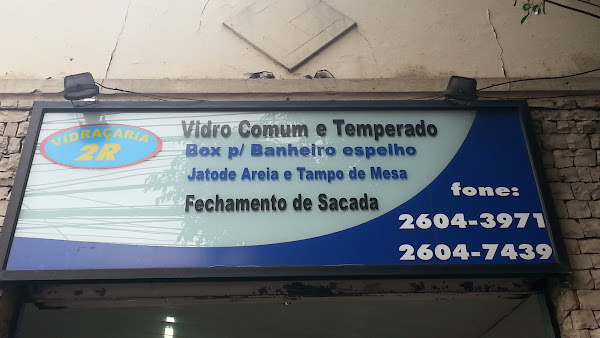 VIDRAÇARIA
2R
Vidro Comum e Temperado
Box p/ Banheiro espelho
Jatode Areia e Tampo de Mesa
Fechamento de Sacada
fone:
2604-3971
2604-7439